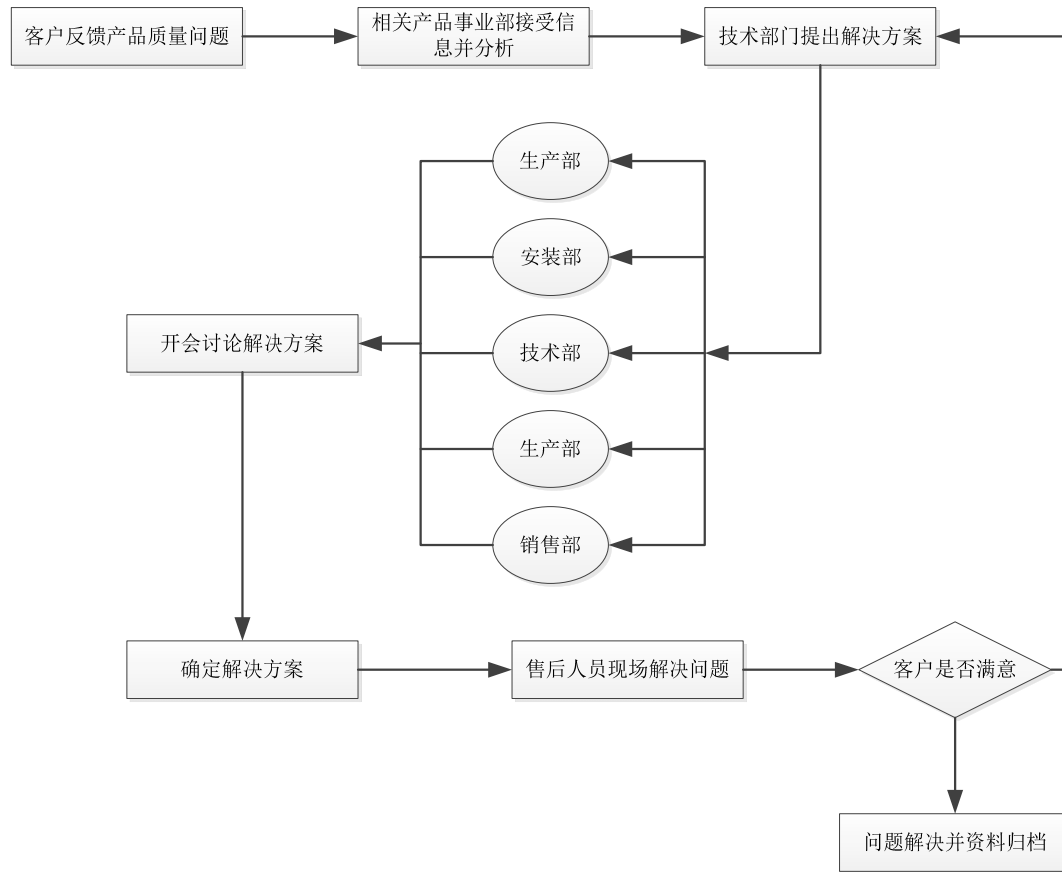 客户反馈产品质量问题
相关产品事业部接受信
息并分析
技术部门提出解决方案
生产部
安装部
技术部
生产部
销售部
开会讨论解决方案
确定解决方案
售后人员现场解决问题
客户是否满意
问题解决并资料归档